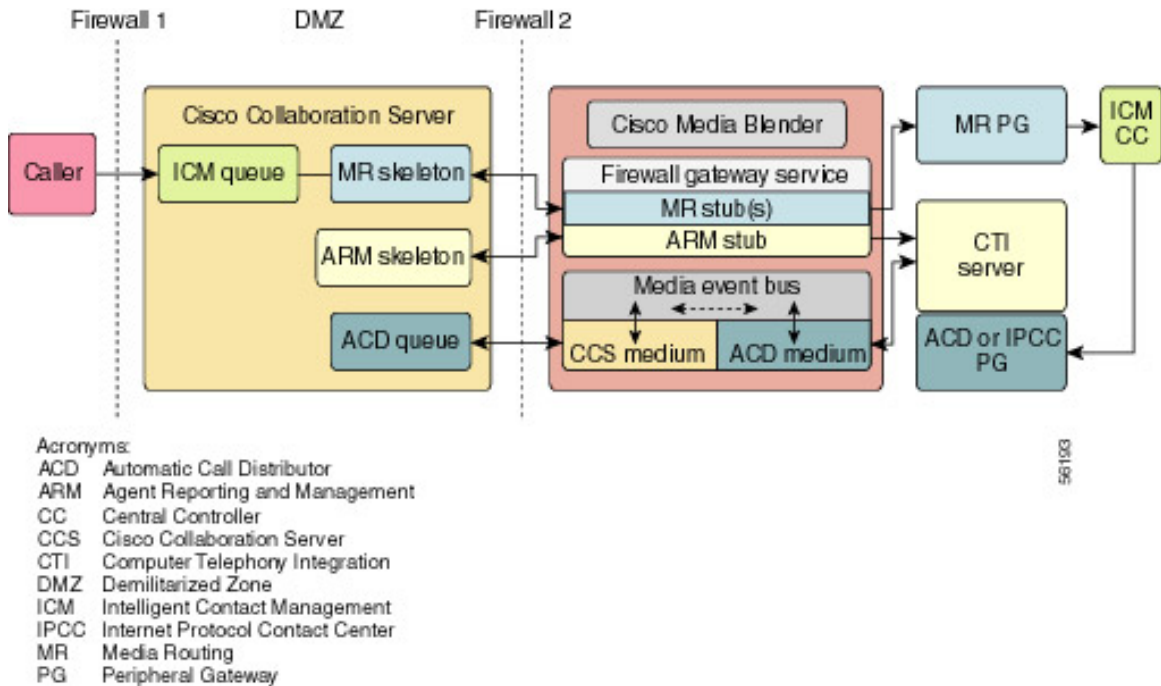 Firewall 1
DMZ
Firewall 2
Cisco Collaboration Server
Cisco Media Blender
MR PG
ICM
CC
Caller
ICM queue
MR skeleton
Firewall gateway service
MR stub(s)
ARM stub
ARM skeleton
CTI
server
Media event bus
ACD queue
CCS medium
ACD medium
ACD or IPCC
PG
Acronyms:
ACD Automatic Call Distributor
ARM Agent Reporting and Management
CC Central Controller
CCS Cisco Collaboration Server
CTI Computer Telephony Integration
DMZ Demilitarized Zone
ICM Intelligent Contact Management
IPCC Internet Protocol Contact Center
MR Media Routing
PG Peripheral Gateway
56193